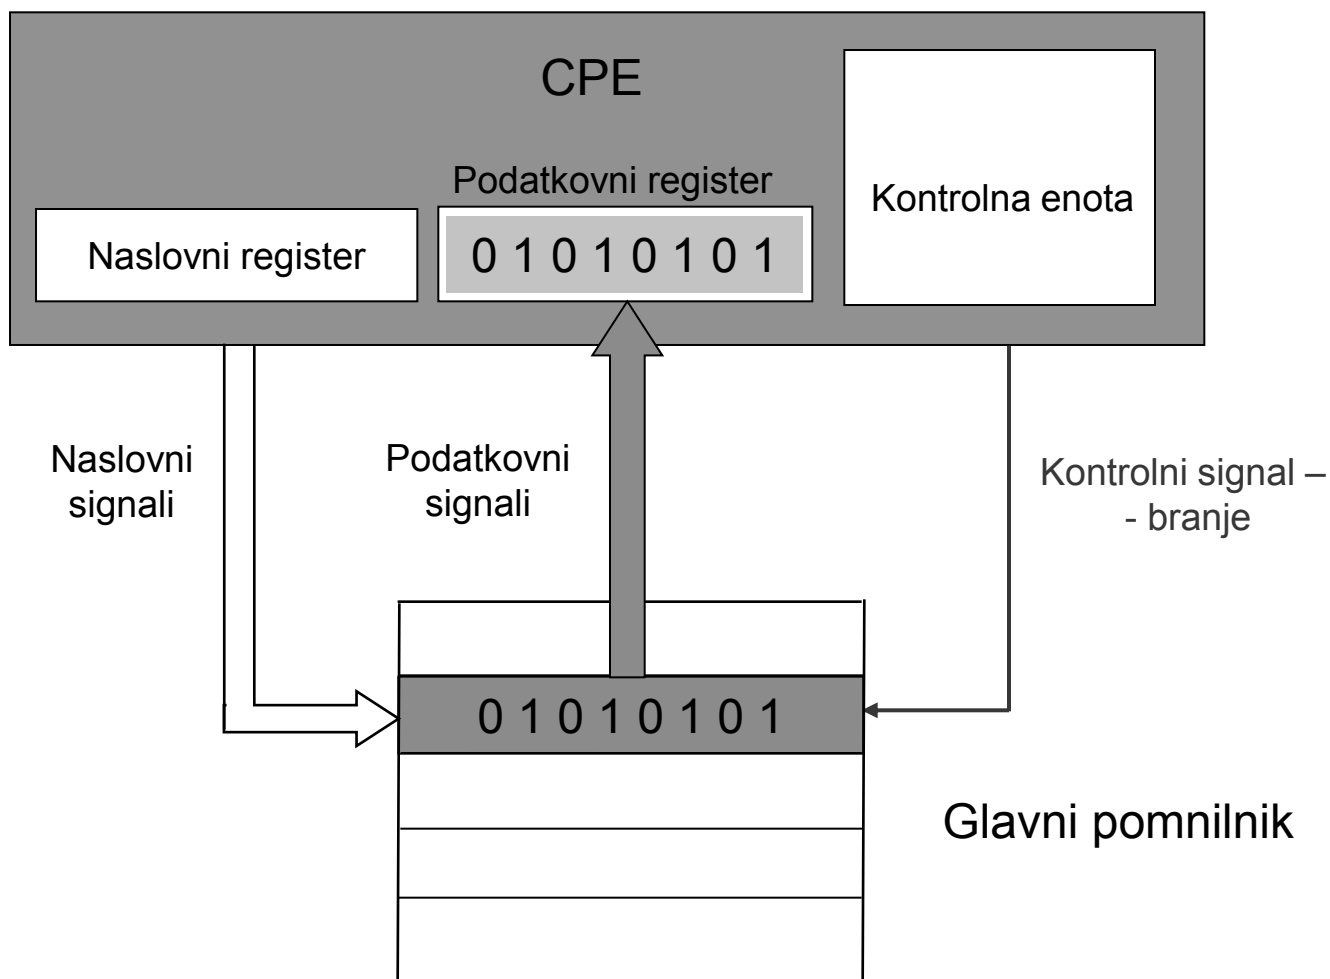 CPE
Podatkovni register
Kontrolna enota
Naslovni register
0 1 0 1 0 1 0 1
Naslovni
signali
Podatkovni
signali
Kontrolni signal –
- branje
0 1 0 1 0 1 0 1
Glavni pomnilnik